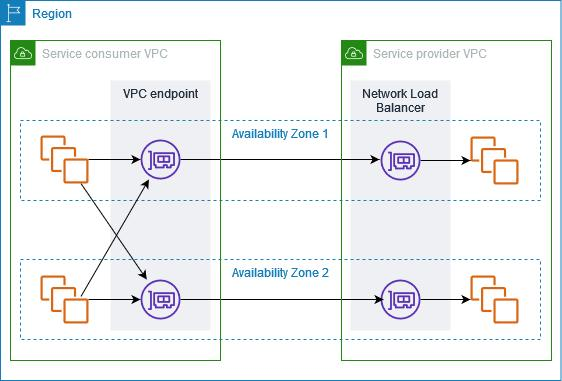 Region
Service consumer VPC
Service provider VPC
VPC endpoint
Network Load
Balancer
Availability Zone 1
Availability Zone 2